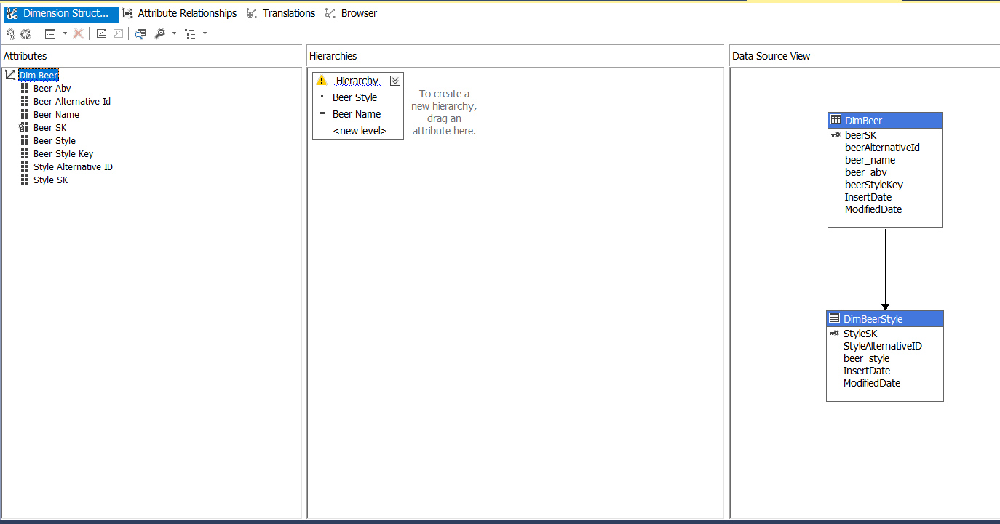 Dimension Struct...
Attribute Relationships
Translations
Browser
Attributes
Dim Beer
Beer Abv
Beer Alternative Id
Beer Name
Beer SK
Beer Style
Beer Style Key
Style Alternative ID
Style SK
Hierarchies
Hierarchy
Beer Style
Beer Name
<new level>
To create a
new hierarchy,
drag an
attribute here.
Data Source View
DimBeer
beerSK
beerAlternativeId
beer_name
beer_abv
beerStyleKey
InsertDate
ModifiedDate
DimBeerStyle
StyleSK
StyleAlternativeID
beer_style
InsertDate
ModifiedDate